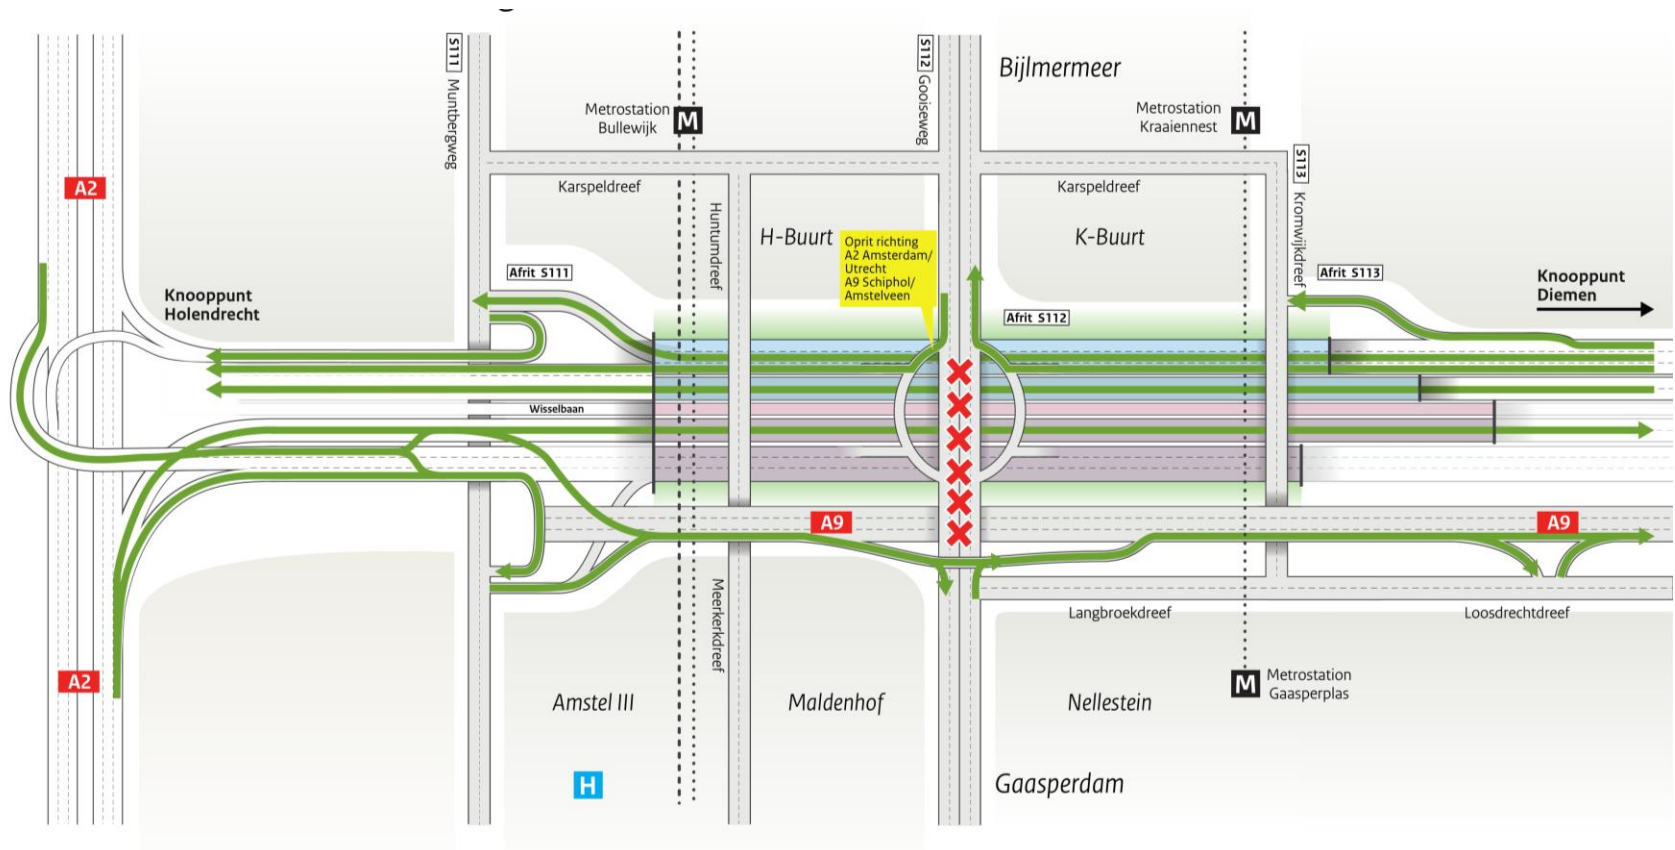 S111
Muntbergweg
S112
Gooiseweg
Bijlmermeer
Metrostation
Bullewijk
M
Metrostation
Kraaiennest
M
S113
Kromwijkdreef
A2
Karspeldreef
Karspeldreef
Huntumdreef
H-Buurt
K-Buurt
Oprit richting
A2 Amsterdam/
Utrecht
A9 Schiphol/
Amstelveen
Afrit S111
Afrit S113
Knooppunt
Diemen
Knooppunt
Holendrecht
Afrit S112
Wisselbaan
A9
A9
Meerkerkdreef
Langbroekdreef
Loosdrechtdreef
A2
Amstel III
Maldenhof
Nellestein
M
Metrostation
Gaasperplas
H
Gaasperdam